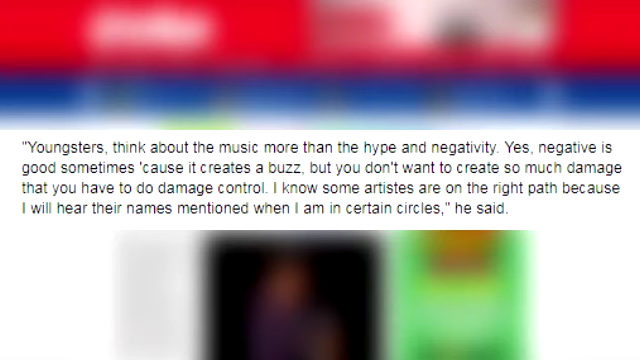 "Youngsters, think about the music more than the hype and negativity. Yes, negative is
good sometimes 'cause it creates a buzz, but you don't want to create so much damage
that you have to do damage control. I know some artistes are on the right path because
I will hear their names mentioned when I am in certain circles," he said.